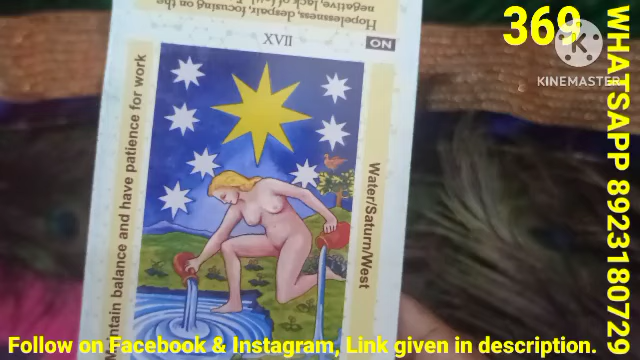 Hopelessness, despair, focusing on the
negative, lack of
XVII
NO
369
KINEMASTER
WHATSAPP 8923180729
Maintain balance and have patience for work
Water/Saturn/West
Follow on Facebook & Instagram, Link given in description.